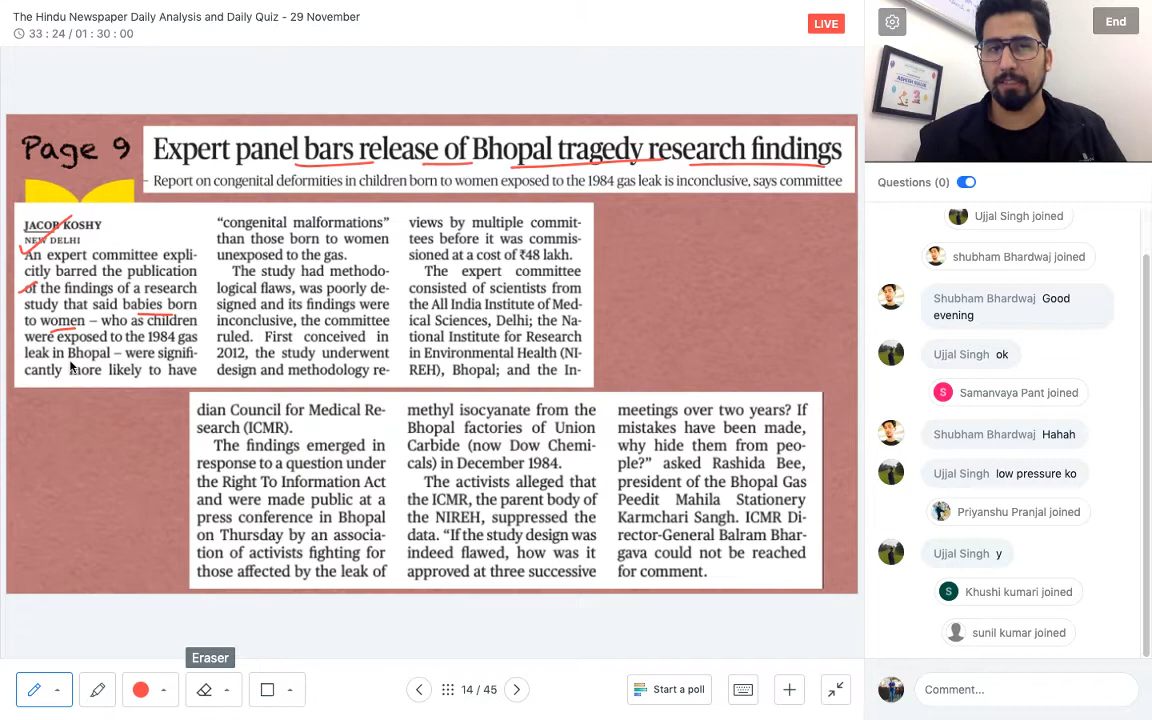 The Hindu Newspaper Daily Analysis and Daily Quiz - 29 November
33 : 24 / 01 : 30 : 00
LIVE
End
Page 9
Expert panel bars release of Bhopal tragedy research findings
Report on congenital deformities in children born to women exposed to the 1984 gas leak is inconclusive, says committee
JACOB KOSHY
NEW DELHI
An expert committee expli-
citly barred the publication
of the findings of a research
study that said babies born
to women – who as children
were exposed to the 1984 gas
leak in Bhopal – were signifi-
cantly more likely to have
“congenital malformations”
than those born to women
unexposed to the gas.
The study had methodo-
logical flaws, was poorly de-
signed and its findings were
inconclusive, the committee
ruled. First conceived in
2012, the study underwent
design and methodology re-
views by multiple commit-
tees before it was commis-
sioned at a cost of ₹48 lakh.
The expert committee
consisted of scientists from
the All India Institute of Med-
ical Sciences, Delhi; the Na-
tional Institute for Research
in Environmental Health (NI-
REH), Bhopal; and the In-
dian Council for Medical Re-
search (ICMR).
The findings emerged in
response to a question under
the Right To Information Act
and were made public at a
press conference in Bhopal
on Thursday by an associa-
tion of activists fighting for
those affected by the leak of
methyl isocyanate from the
Bhopal factories of Union
Carbide (now Dow Chemi-
cals) in December 1984.
The activists alleged that
the ICMR, the parent body of
the NIREH, suppressed the
data. “If the study design was
indeed flawed, how was it
approved at three successive
meetings over two years? If
mistakes have been made,
why hide them from peo-
ple?” asked Rashida Bee,
president of the Bhopal Gas
Peedit Mahila Stationery
Karmchari Sangh. ICMR Di-
rector-General Balram Bhar-
gava could not be reached
for comment.
Questions (0)
Ujjal Singh joined
shubham Bhardwaj joined
Shubham Bhardwaj Good
evening
Ujjal Singh ok
S
Samanvaya Pant joined
Shubham Bhardwaj Hahah
Ujjal Singh low pressure ko
Priyanshu Pranjal joined
Ujjal Singh y
S
Khushi kumari joined
sunil kumar joined
Eraser
14 / 45
Start a poll
Comment...